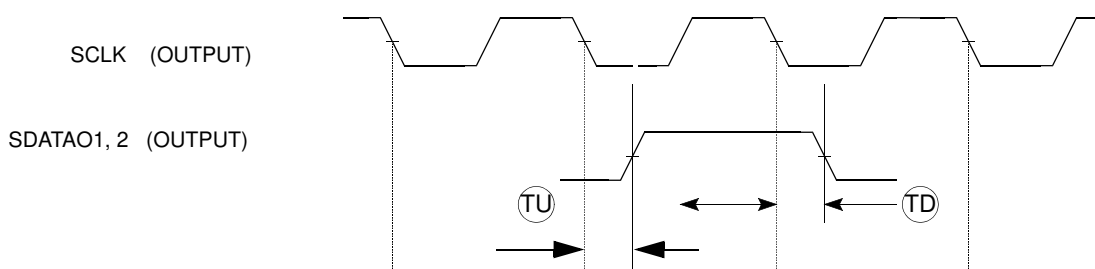 SCLK (OUTPUT)
SDATAO1, 2 (OUTPUT)
TU
TD